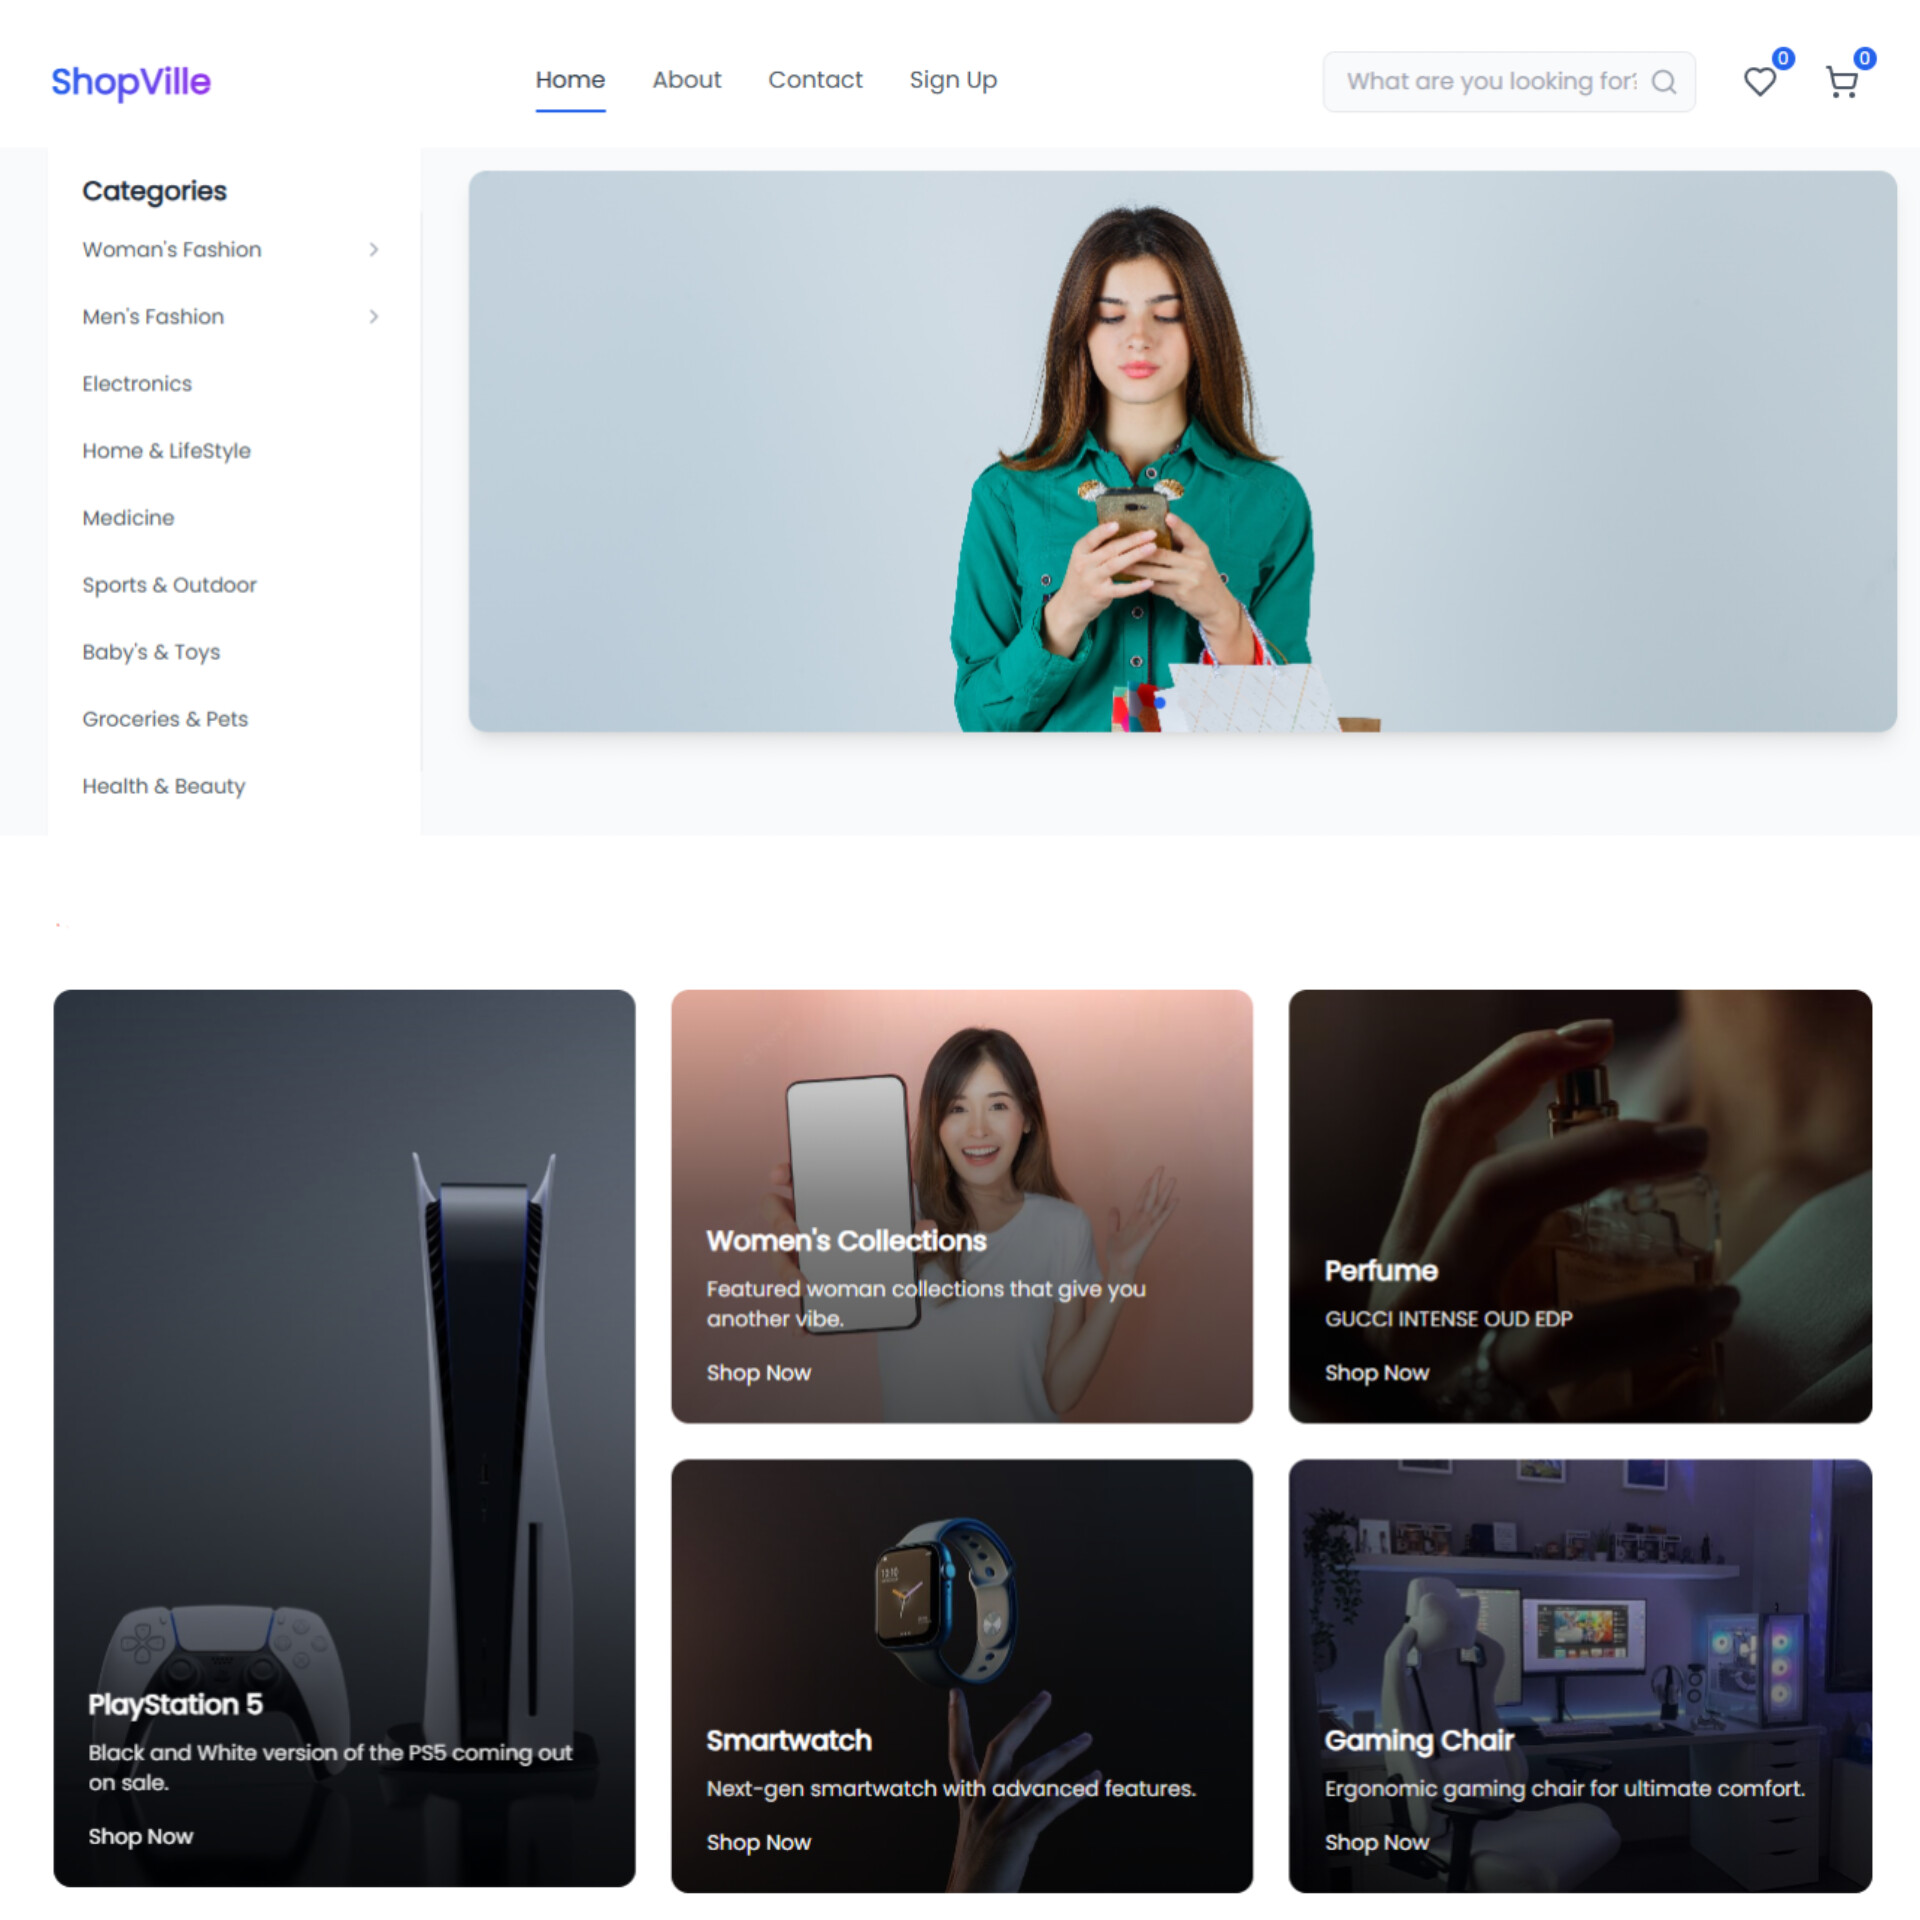 ShopVille
Home
About
Contact
Sign Up
What are you looking for?
0
0
Categories
Woman's Fashion
Men's Fashion
Electronics
Home & LifeStyle
Medicine
Sports & Outdoor
Baby's & Toys
Groceries & Pets
Health & Beauty
PlayStation 5
Black and White version of the PS5 coming out
on sale.
Shop Now
Women's Collections
Featured woman collections that give you
another vibe.
Shop Now
Perfume
GUCCI INTENSE OUD EDP
Shop Now
Smartwatch
Next-gen smartwatch with advanced features.
Shop Now
Gaming Chair
Ergonomic gaming chair for ultimate comfort.
Shop Now